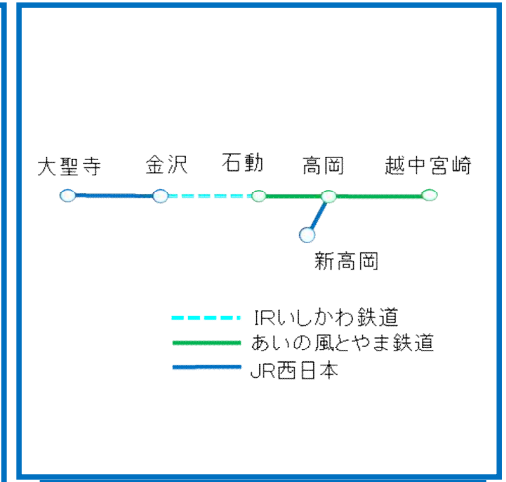 大聖寺 金沢 石動 高岡 越中宮崎
新高岡
IRいしかわ鉄道
あいの風とやま鉄道
JR西日本